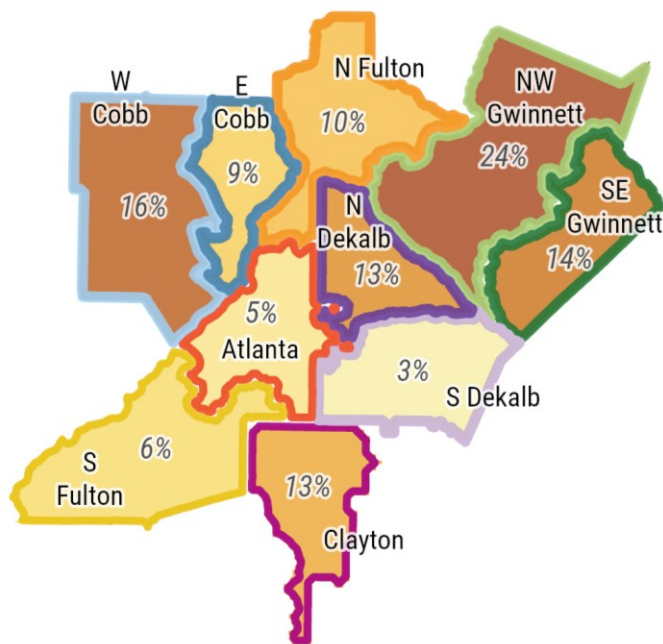 W
Cobb
16%
E
Cobb
9%
N Fulton
10%
NW
Gwinnett
24%
SE
Gwinnett
14%
N
Dekalb
13%
5%
Atlanta
3%
S Dekalb
6%
S
Fulton
13%
Clayton